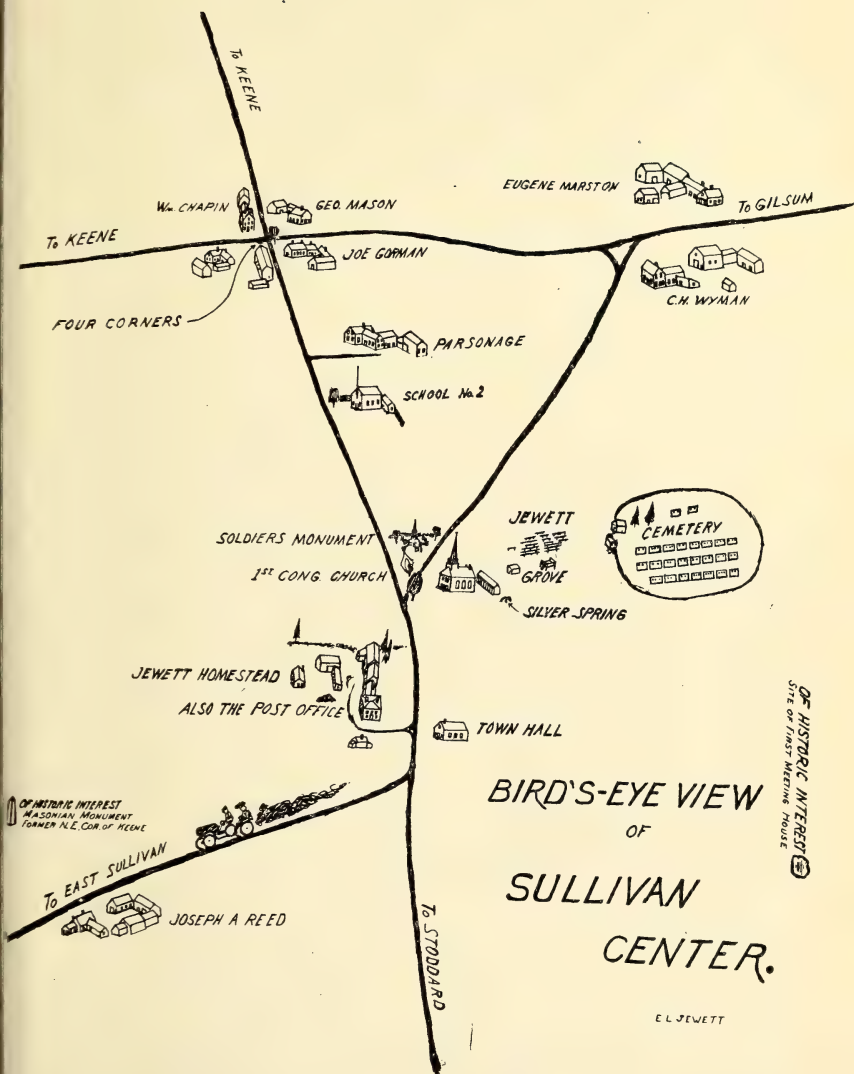 To KEENE
EUGENE MARSTON
Wm. CHAPIN
GEO. MASON
To GILSUM
To KEENE
JOE GORMAN
C.H. WYMAN
FOUR CORNERS
PARSONAGE
SCHOOL No. 2
SOLDIERS MONUMENT
JEWETT
GROVE
CEMETERY
1ST CONG. CHURCH
SILVER SPRING
JEWETT HOMESTEAD
ALSO THE POST OFFICE
TOWN HALL
OF HISTORIC INTEREST
SITE OF FIRST MEETING HOUSE
OF HISTORIC INTEREST
MASONIAN MONUMENT
FORMER N.E. COR. OF KEENE
To EAST SULLIVAN
JOSEPH A REED
To STODDARD
BIRD'S-EYE VIEW
OF
SULLIVAN
CENTER.
E L JEWETT